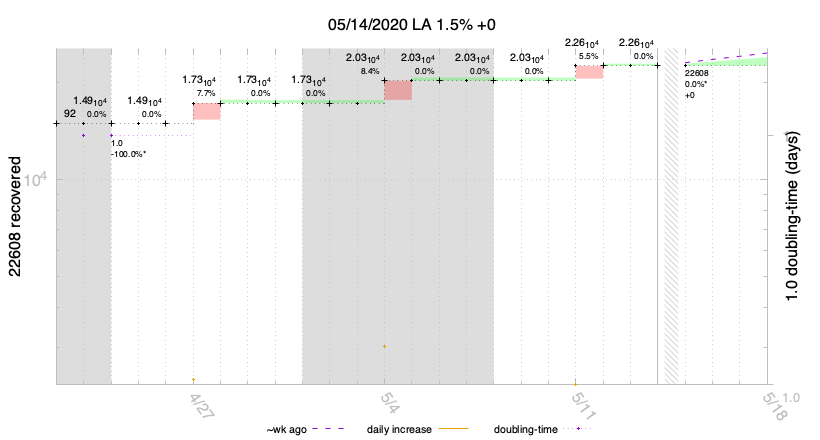 05/14/2020 LA 1.5% +0
2.26₁₀4 2.26₁₀4
5.5% 0.0%
2.03₁₀4 2.03₁₀4 2.03₁₀4 2.03₁₀4
8.4% 0.0% 0.0% 0.0%
22608
0.0%*
+0
1.73₁₀4 1.73₁₀4 1.73₁₀4
7.7% 0.0% 0.0%
1.49₁₀4 1.49₁₀4
92 0.0% 0.0%
1.0
-100.0%*
10⁴
22608 recovered
1.0 doubling-time (days)
1.0
4/27 5/4 5/11 5/18
~wk ago daily increase doubling-time